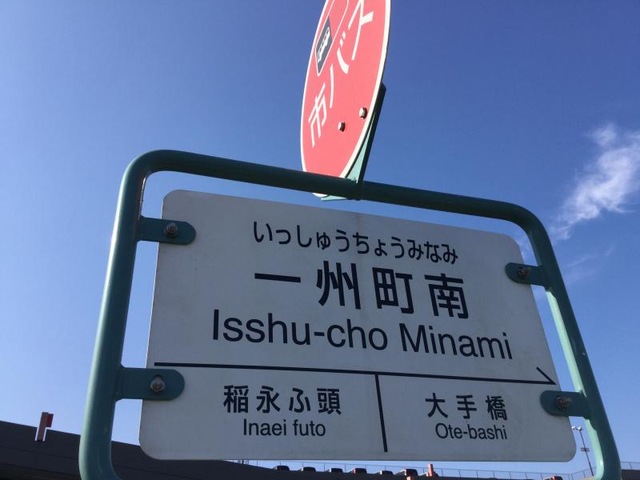 市バス
いっしゅうちょうみなみ
一州町南
Isshu-cho Minami
稲永ふ頭
Inaei futo
大手橋
Ote-bashi